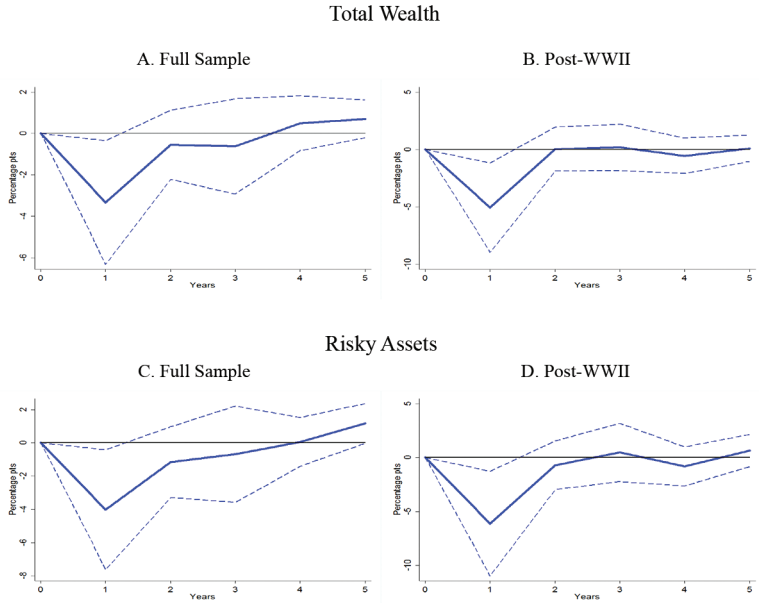 Total Wealth
A. Full Sample
B. Post-WWII
Percentage pts
2
0
-2
-4
-6
0 1 2 3 4 5
Years
Percentage pts
5
0
-5
-10
0 1 2 3 4 5
Years
Risky Assets
C. Full Sample
D. Post-WWII
Percentage pts
2
0
-2
-4
-6
-8
0 1 2 3 4 5
Years
Percentage pts
5
0
-5
-10
0 1 2 3 4 5
Years